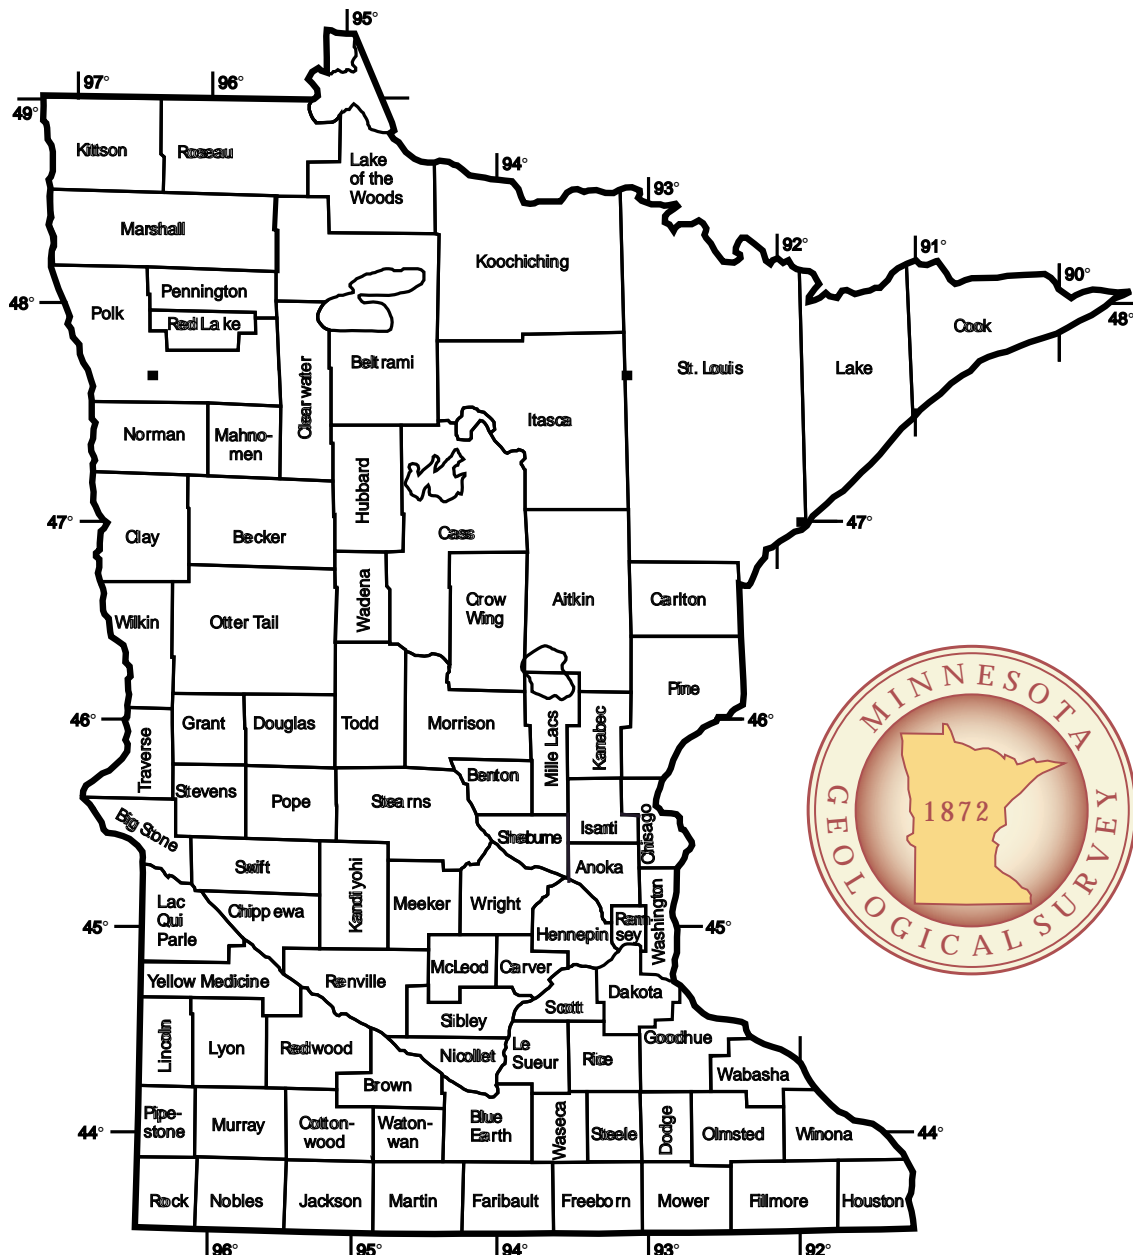 95°
97°
96°
49°
Kittson
Roseau
Lake
of the
Woods
94°
93°
Marshall
Koochiching
92°
91°
90°
48°
Pennington
Polk
Red Lake
Beltrami
Clearwater
St. Louis
Lake
Cook
48°
Itasca
Norman
Mahno-
men
Hubbard
Cass
47°
Clay
Becker
47°
Wadena
Crow
Wing
Aitkin
Carlton
Wilkin
Otter Tail
Pine
46°
Traverse
Grant
Douglas
Todd
Morrison
Mille Lacs
Kanabec
46°
Benton
Stevens
Pope
Stearns
Big Stone
Sherburne
Isanti
Chisago
Swift
Kandiyohi
Anoka
Lac
Qui
Parle
Chippewa
Meeker
Wright
Hennepin
Ram-
sey
Washington
45°
45°
Yellow Medicine
Renville
McLeod
Carver
Scott
Dakota
Sibley
Lincoln
Lyon
Redwood
Nicollet
Le
Sueur
Rice
Goodhue
Brown
Wabasha
Pipe-
stone
Murray
Cotton-
wood
Waton-
wan
Blue
Earth
Waseca
Steele
Dodge
Olmsted
Winona
44°
44°
Rock
Nobles
Jackson
Martin
Faribault
Freeborn
Mower
Fillmore
Houston
96°
95°
94°
93°
92°
MINNESOTA
1872
GEOLOGICAL SURVEY